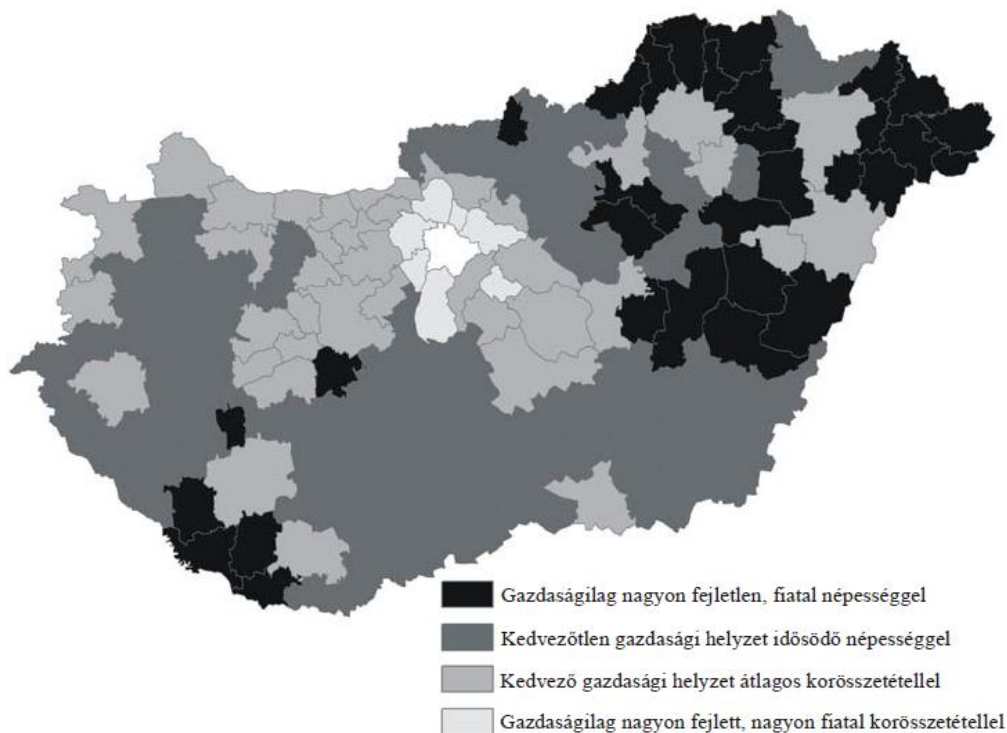 Gazdaságilag nagyon fejletlen, fiatal népességgel
Kedvezőtlen gazdasági helyzet idősödő népességgel
Kedvező gazdasági helyzet átlagos korösszetétellel
Gazdaságilag nagyon fejlett, nagyon fiatal korösszetétellel